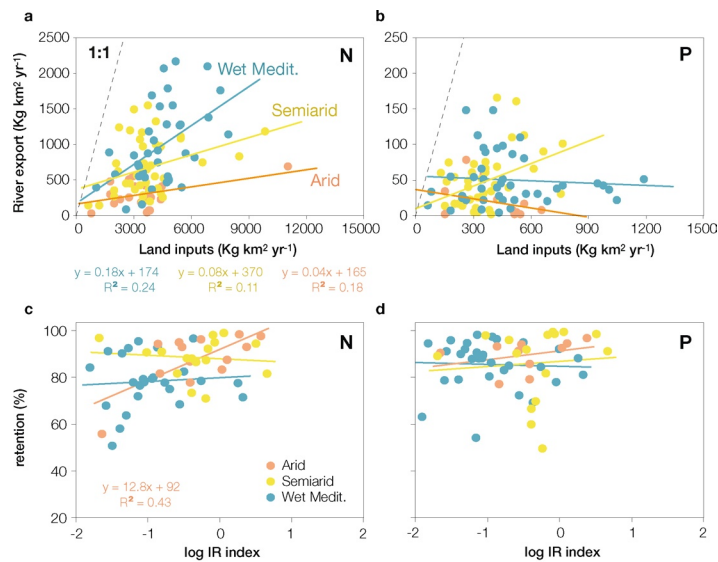 a
b
1:1
N
P
Wet Medit.
Semiarid
Arid
River export (Kg km² yr⁻¹)
2500
2000
1500
1000
500
0
0
3000
6000
9000
12000
15000
Land inputs (Kg km² yr⁻¹)
250
200
150
100
50
0
0
300
600
900
1200
1500
Land inputs (Kg km² yr⁻¹)
y = 0.18x + 174
R² = 0.24
y = 0.08x + 370
R² = 0.11
y = 0.04x + 165
R² = 0.18
c
d
N
P
retention (%)
100
80
60
40
20
y = 12.8x + 92
R² = 0.43
Arid
Semiarid
Wet Medit.
-2
-1
0
1
2
log IR index
-2
-1
0
1
2
log IR index